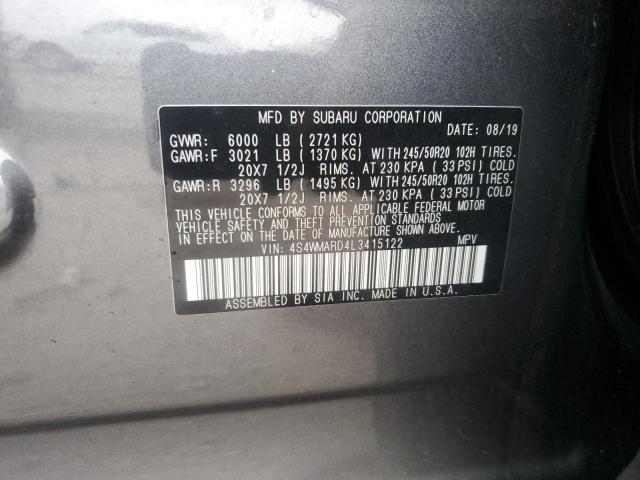 MFD BY SUBARU CORPORATION
DATE: 08/19
GVWR: 6000 LB ( 2721 KG)
GAWR:F 3021 LB ( 1370 KG) WITH 245/50R20 102H TIRES.
20X7 1/2J RIMS. AT 230 KPA ( 33 PSI) COLD
GAWR:R 3296 LB ( 1495 KG) WITH 245/50R20 102H TIRES.
20X7 1/2J RIMS. AT 230 KPA ( 33 PSI) COLD
THIS VEHICLE CONFORMS TO ALL APPLICABLE FEDERAL MOTOR
VEHICLE SAFETY AND THEFT PREVENTION STANDARDS
IN EFFECT ON THE DATE OF MANUFACTURE SHOWN ABOVE.
VIN: 4S4WMARD4L3415122 MPV
ASSEMBLED BY SIA INC. MADE IN U.S.A.